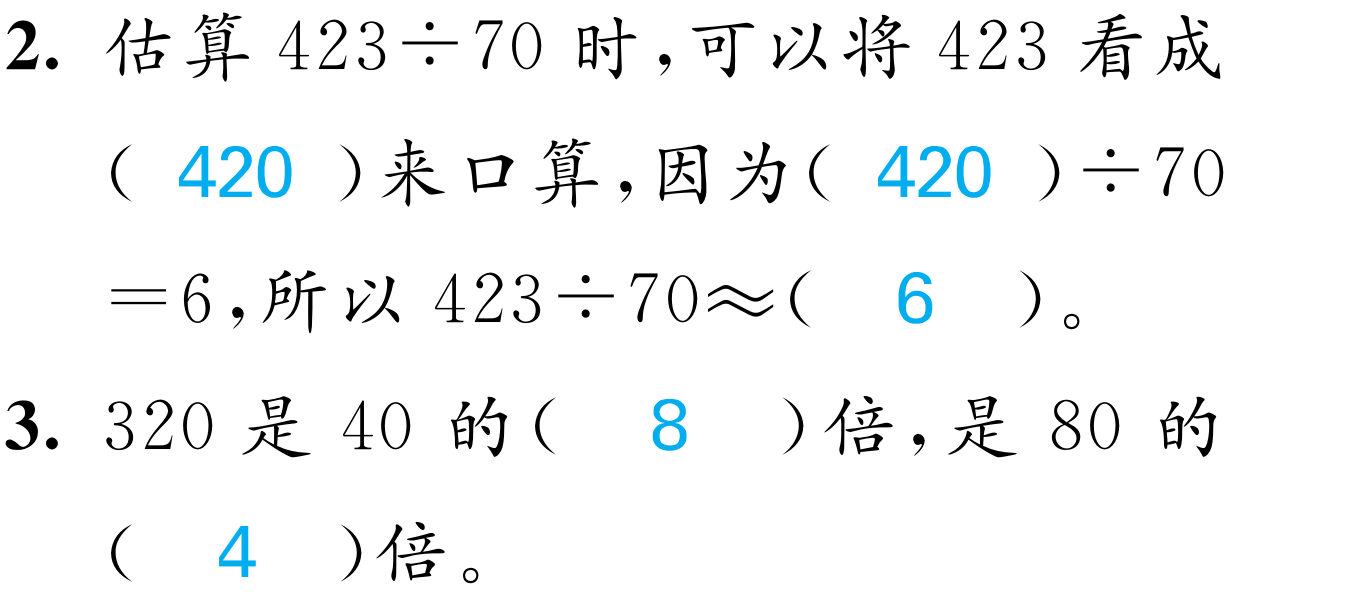 2. 估算 423÷70 时,可以将 423 看成
( 420 )来口算,因为( 420 )÷70
=6,所以 423÷70≈( 6 )。
3. 320 是 40 的( 8 )倍,是 80 的
( 4 )倍。